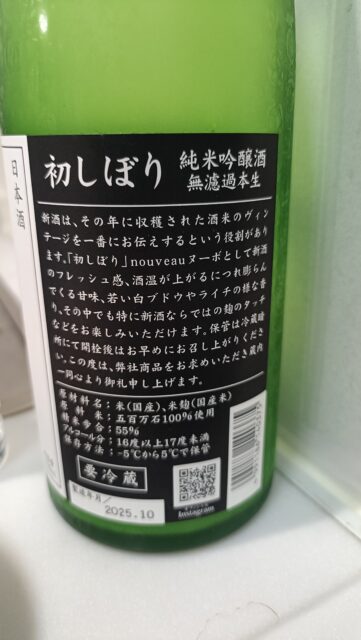 日本酒
初しぼり
純米吟醸酒
無濾過本生
新酒は、その年に収穫された酒米のヴィン
テージを一番にお伝えするという役割があり
ます。「初しぼり」nouveauヌーボとして新酒
のフレッシュ感、酒温が上がるにつれ膨らん
でくる甘味、若い白ブドウやライチの様な香
り、その中でも特に新酒ならではの麹のタッチ
などをお楽しみいただけます。保管は冷蔵暗
所にて開栓後はお早めにお召し上がりくださ
い。この度は、弊社商品をお求めいただき蔵内
一同心より御礼申し上げます。
原材料：米(国産)、米麹(国産米)
原料米：五百万石100%使用
精米歩合：55%
アルコール分：16度以上17度未満
保存方法：-5℃から5℃で保管
要冷蔵
製造年月／
2025.10
Instagram